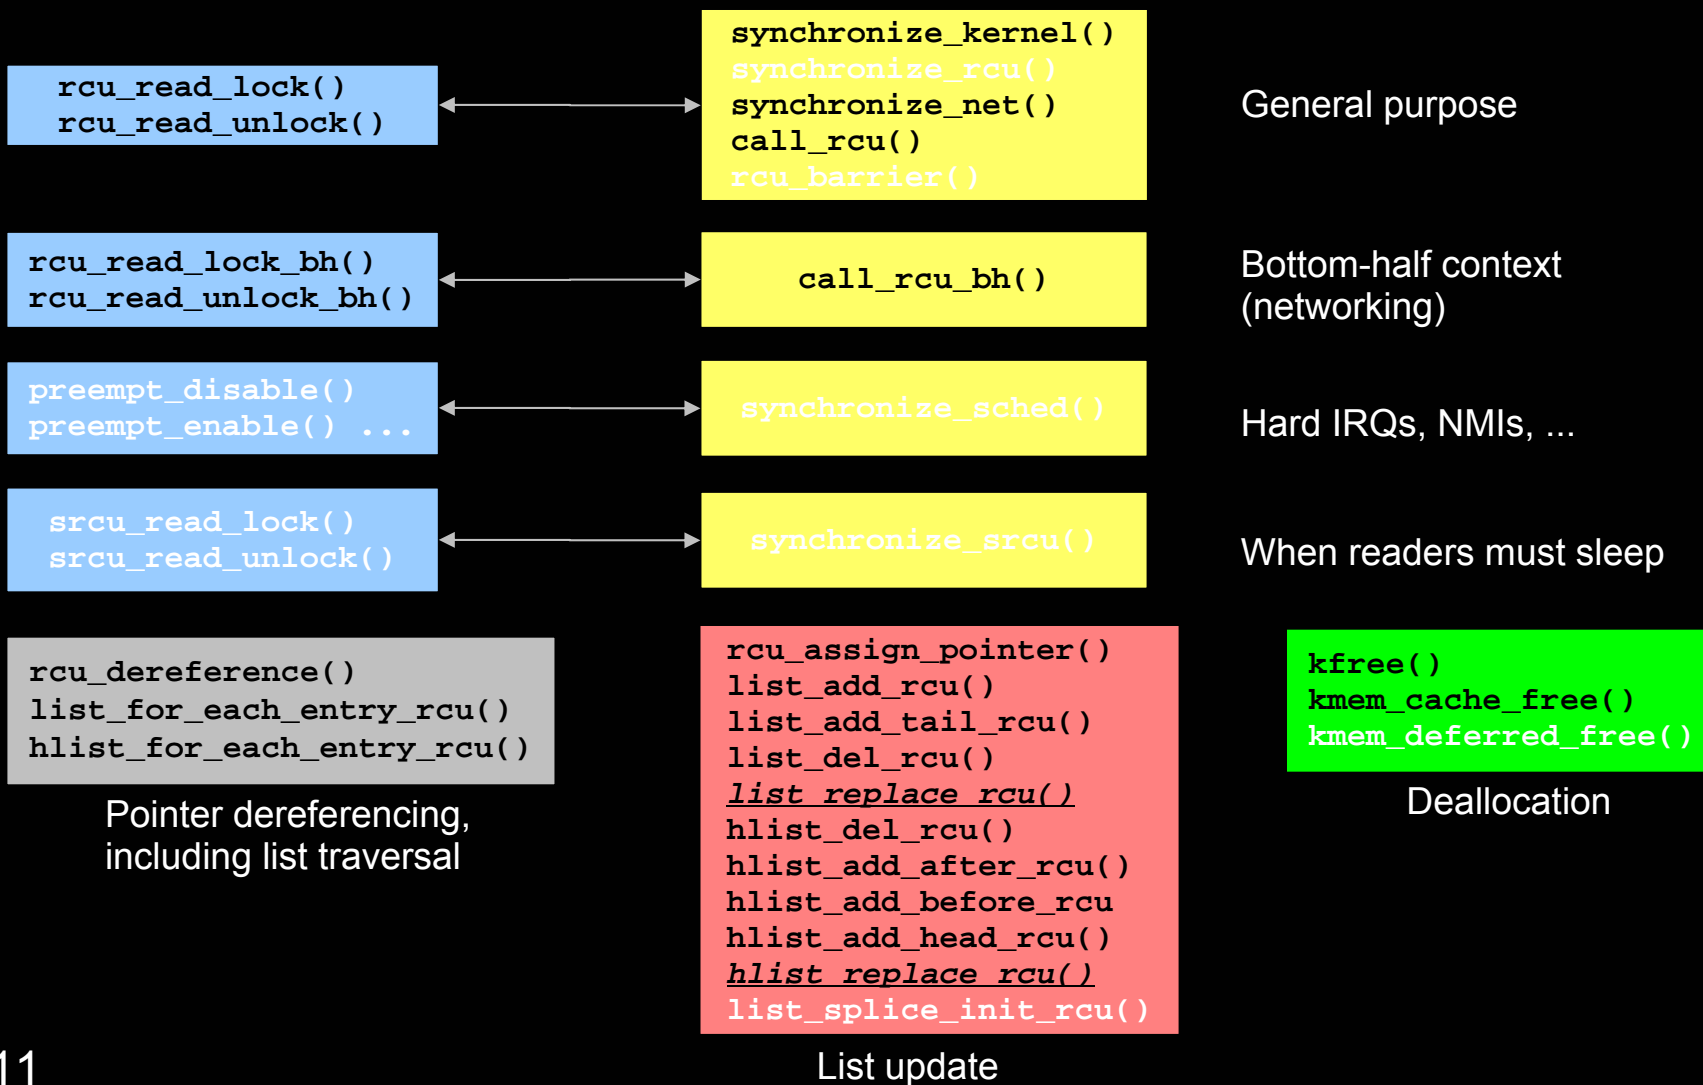 rcu_read_lock()
rcu_read_unlock()
synchronize_kernel()
synchronize_rcu()
synchronize_net()
call_rcu()
rcu_barrier()
General purpose
rcu_read_lock_bh()
rcu_read_unlock_bh()
call_rcu_bh()
Bottom-half context
(networking)
preempt_disable()
preempt_enable() ...
synchronize_sched()
Hard IRQs, NMIs, ...
srcu_read_lock()
srcu_read_unlock()
synchronize_srcu()
When readers must sleep
rcu_dereference()
list_for_each_entry_rcu()
hlist_for_each_entry_rcu()
Pointer dereferencing,
including list traversal
rcu_assign_pointer()
list_add_rcu()
list_add_tail_rcu()
list_del_rcu()
list_replace_rcu()
hlist_del_rcu()
hlist_add_after_rcu()
hlist_add_before_rcu
hlist_add_head_rcu()
hlist_replace_rcu()
list_splice_init_rcu()
List update
kfree()
kmem_cache_free()
kmem_deferred_free()
Deallocation
11